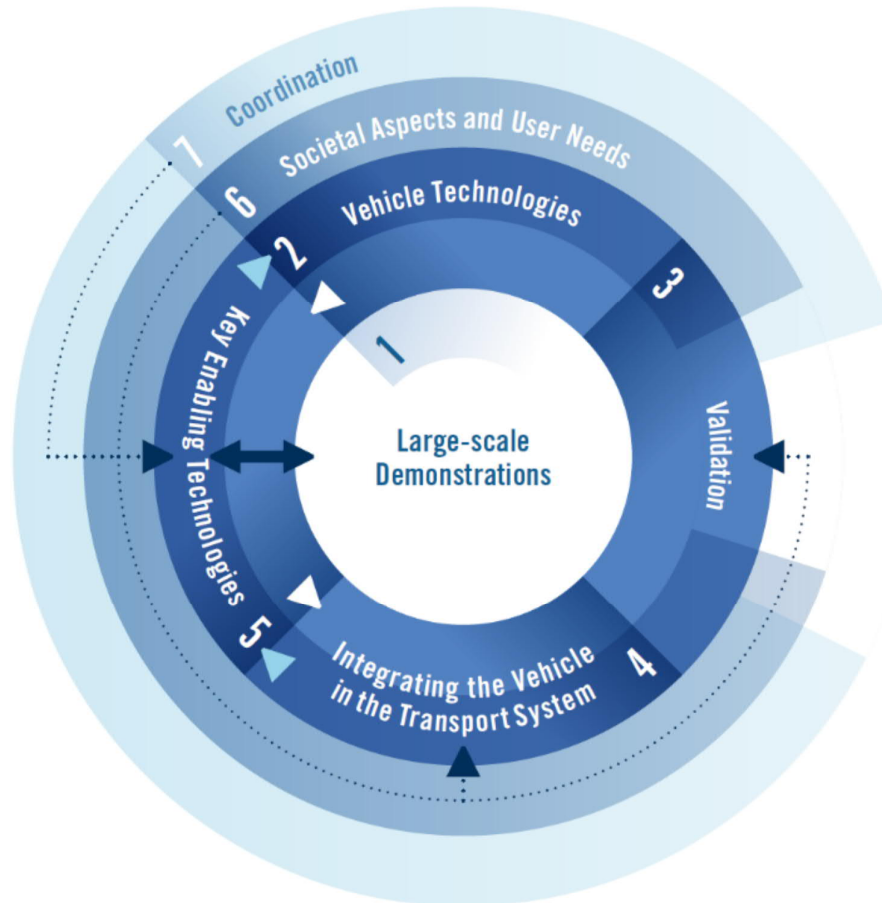 7 Coordination
6 Societal Aspects and User Needs
2 Vehicle Technologies
3
Validation
1
Large-scale
Demonstrations
Key Enabling Technologies
5
Integrating the Vehicle
in the Transport System
4